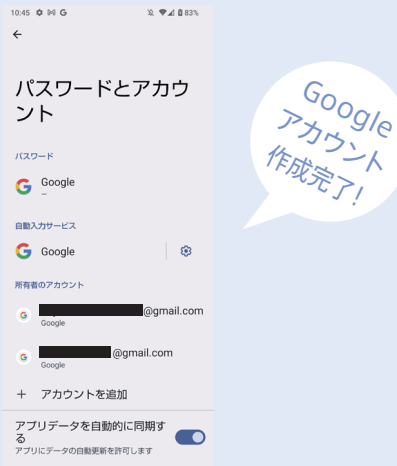 10:45 G 83%
パスワードとアカウ
ント
パスワード
Google
–
自動入力サービス
Google
所有者のアカウント
@gmail.com
Google
@gmail.com
Google
+ アカウントを追加
アプリデータを自動的に同期す
る
アプリにデータの自動更新を許可します
Google
アカウント
作成完了!